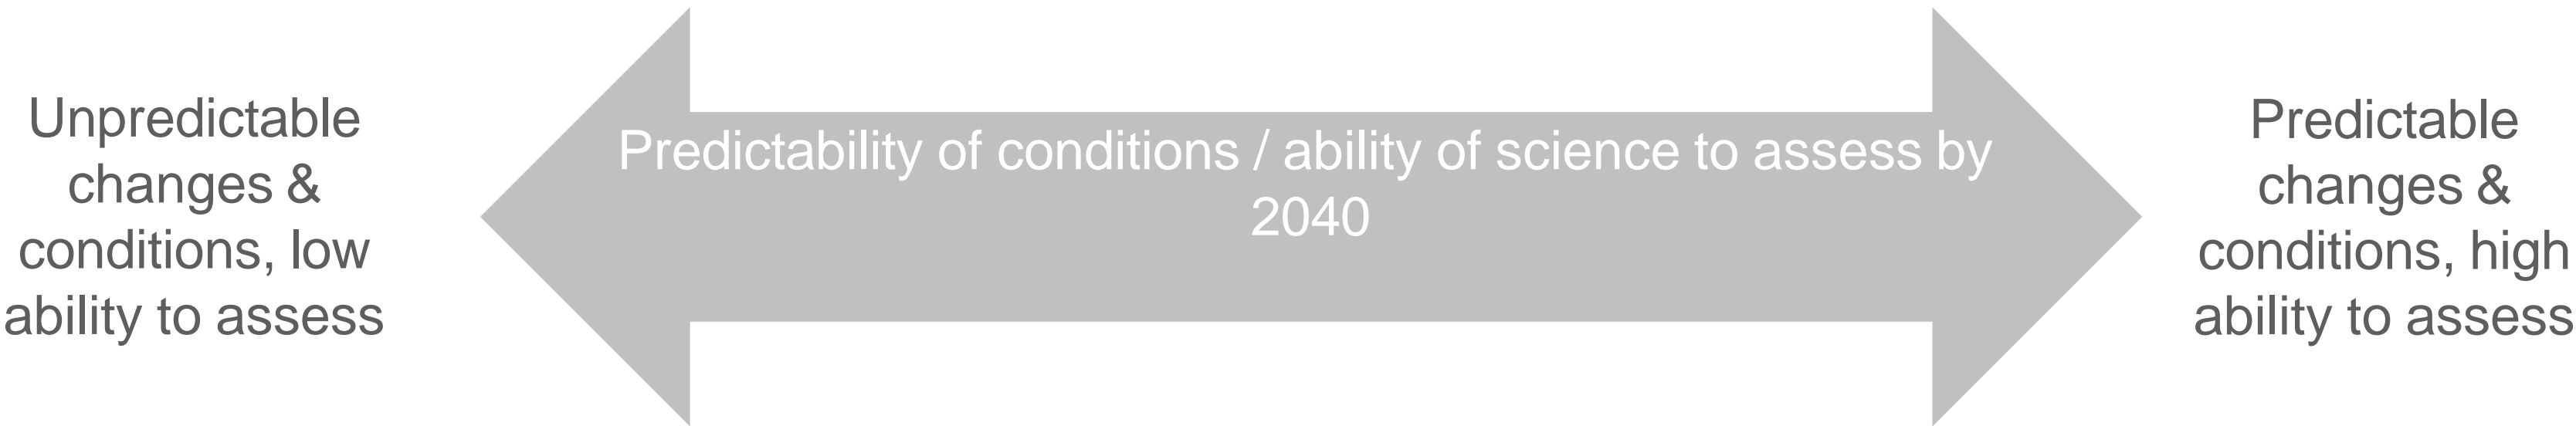 Unpredictable
changes &
conditions, low
ability to assess
Predictability of conditions / ability of science to assess by
2040
Predictable
changes &
conditions, high
ability to assess